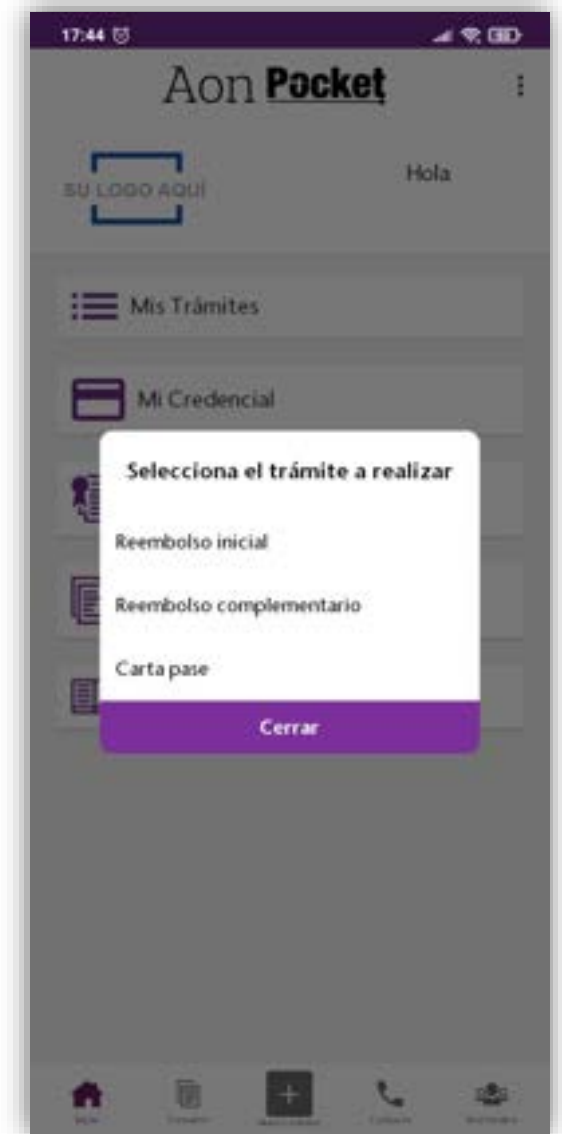 17:44
Aon Pocket
SU LOGO AQUÍ
Hola
Mis Trámites
Mi Credencial
Selecciona el trámite a realizar
Reembolso inicial
Reembolso complementario
Carta pase
Cerrar